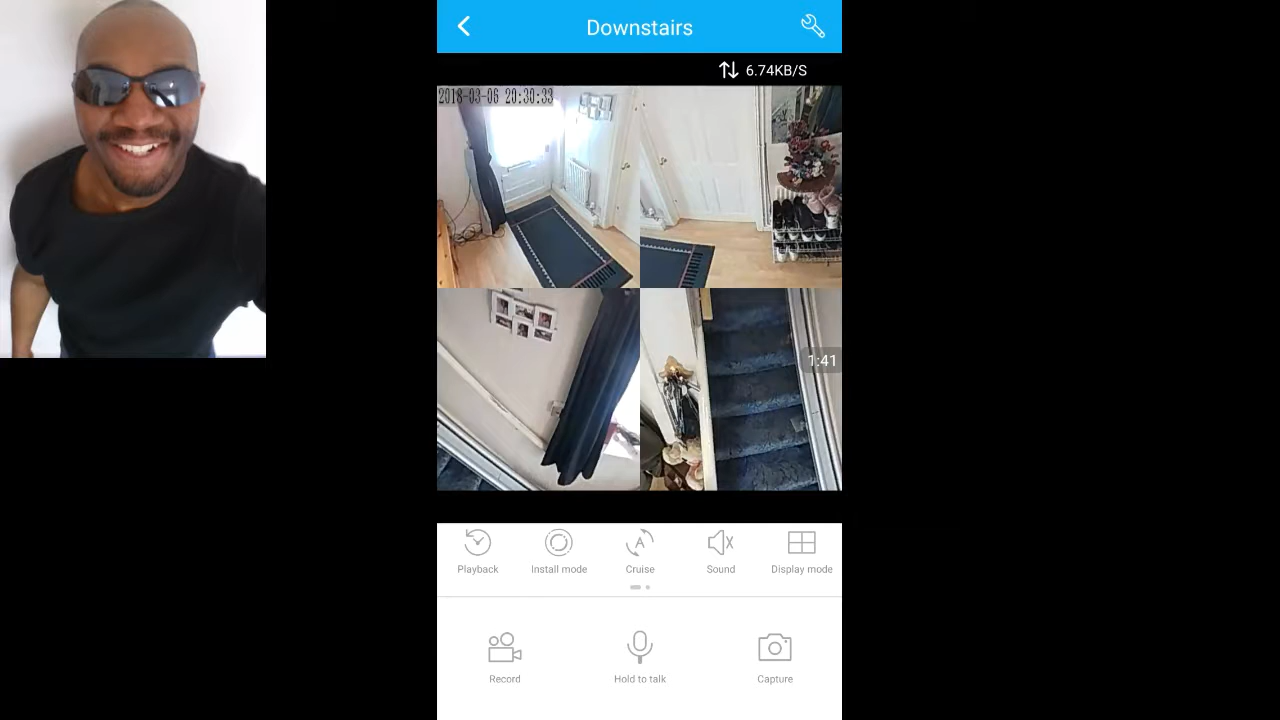 Downstairs
6.74KB/S
2018-03-06 20:30:33
1:41
Playback
Install mode
Cruise
Sound
Display mode
Record
Hold to talk
Capture